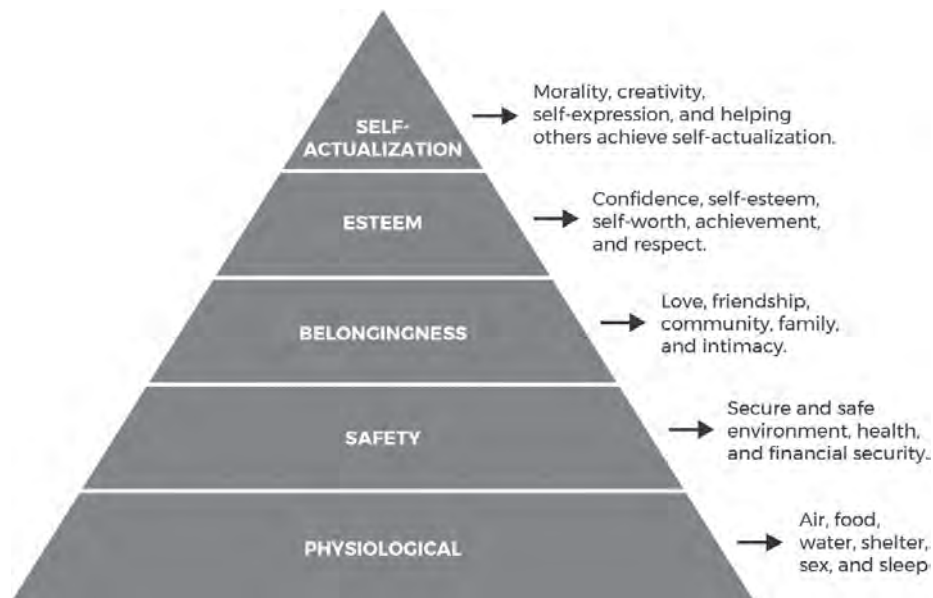 SELF-
ACTUALIZATION
Morality, creativity,
self-expression, and helping
others achieve self-actualization.
ESTEEM
Confidence, self-esteem,
self-worth, achievement,
and respect.
BELONGINGNESS
Love, friendship,
community, family,
and intimacy.
SAFETY
Secure and safe
environment, health,
and financial security.
PHYSIOLOGICAL
Air, food,
water, shelter,
sex, and sleep